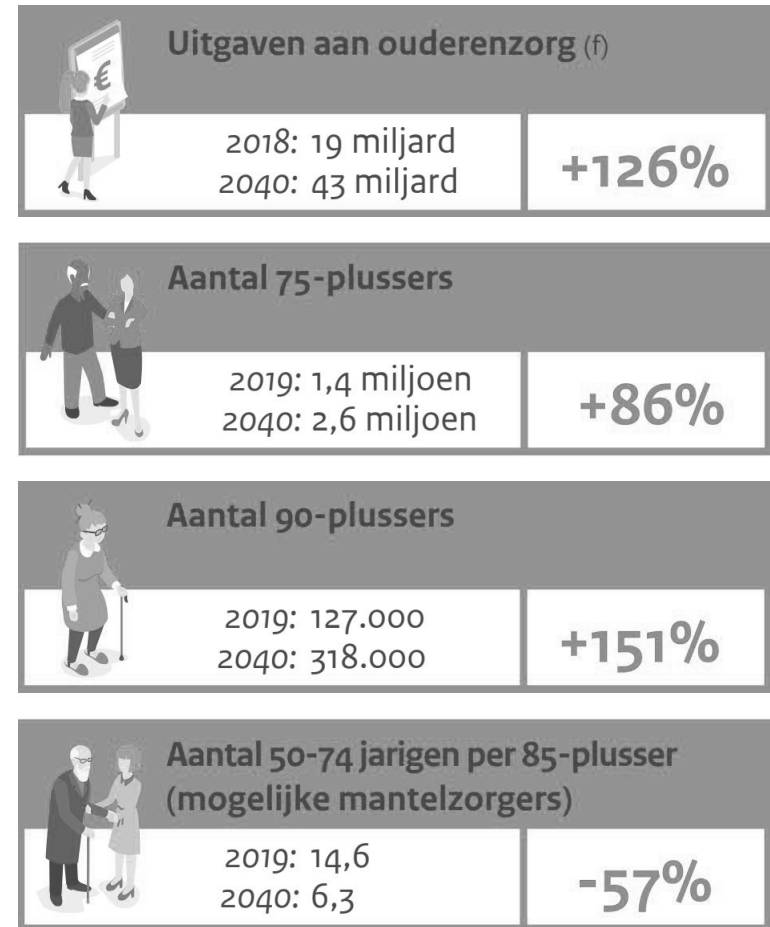 Uitgaven aan ouderenzorg (f)
€
2018: 19 miljard
2040: 43 miljard
+126%
Aantal 75-plussers
2019: 1,4 miljoen
2040: 2,6 miljoen
+86%
Aantal 90-plussers
2019: 127.000
2040: 318.000
+151%
Aantal 50-74 jarigen per 85-plusser
(mogelijke mantelzorgers)
2019: 14,6
2040: 6,3
-57%